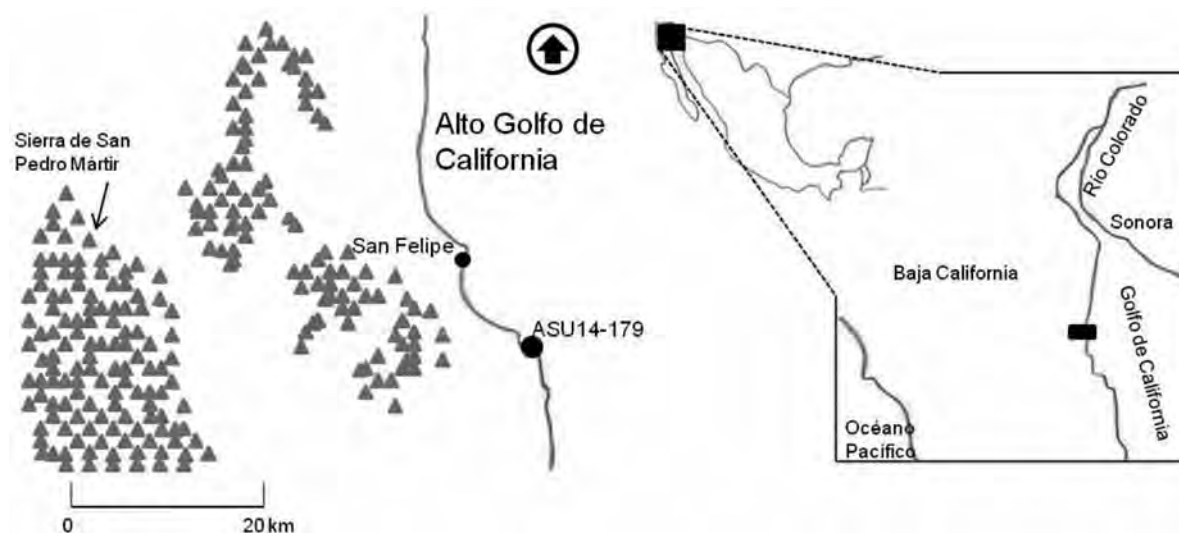 Sierra de San
Pedro Mártir
Alto Golfo de
California
San Felipe
ASU14-179
0
20 km
Río Colorado
Sonora
Baja California
Golfo de California
Océano
Pacífico